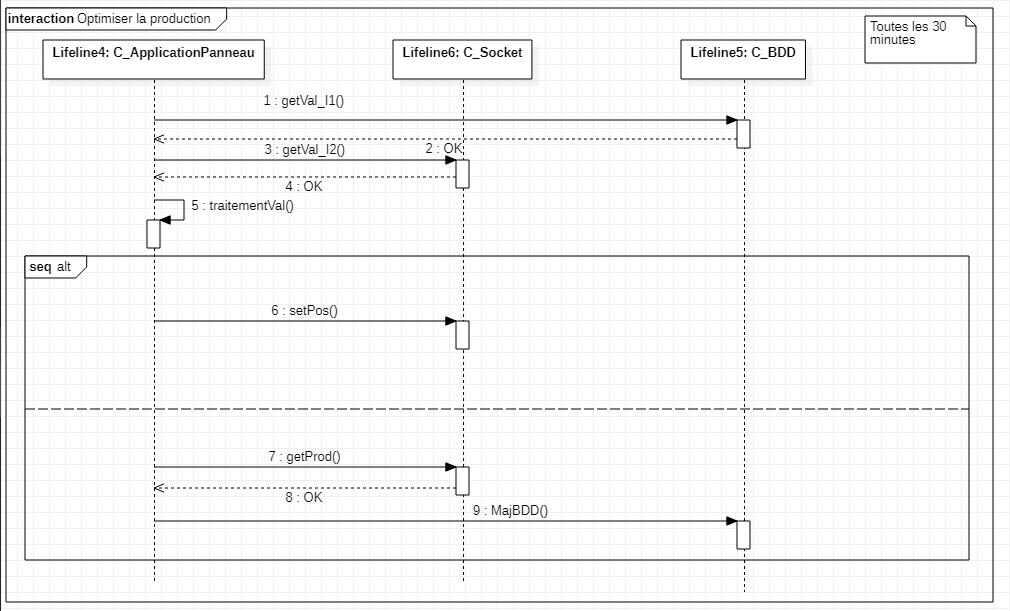 interaction Optimiser la production
Toutes les 30
minutes
Lifeline4: C_ApplicationPanneau
Lifeline6: C_Socket
Lifeline5: C_BDD
1 : getVal_I1()
2 : OK
3 : getVal_I2()
4 : OK
5 : traitementVal()
seq alt
6 : setPos()
7 : getProd()
8 : OK
9 : MajBDD()